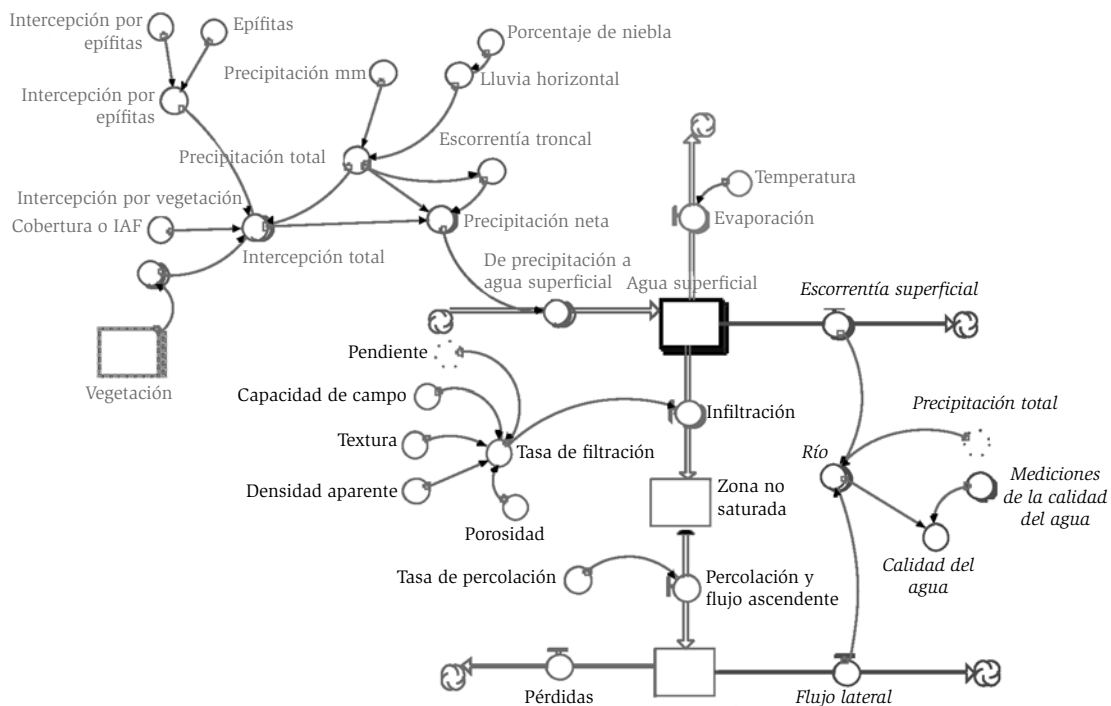 Intercepción por
epífitas
Epífitas
Intercepción por
epífitas
Precipitación mm
Porcentaje de niebla
Lluvia horizontal
Escorrentía troncal
Precipitación total
Intercepción por vegetación
Cobertura o IAF
Intercepción total
Precipitación neta
Temperatura
Evaporación
De precipitación a
agua superficial
Agua superficial
Escorrentía superficial
Vegetación
Pendiente
Capacidad de campo
Textura
Densidad aparente
Porosidad
Tasa de filtración
Infiltración
Precipitación total
Río
Mediciones
de la calidad
del agua
Zona no
saturada
Calidad del
agua
Tasa de percolación
Percolación y
flujo ascendente
Pérdidas
Flujo lateral